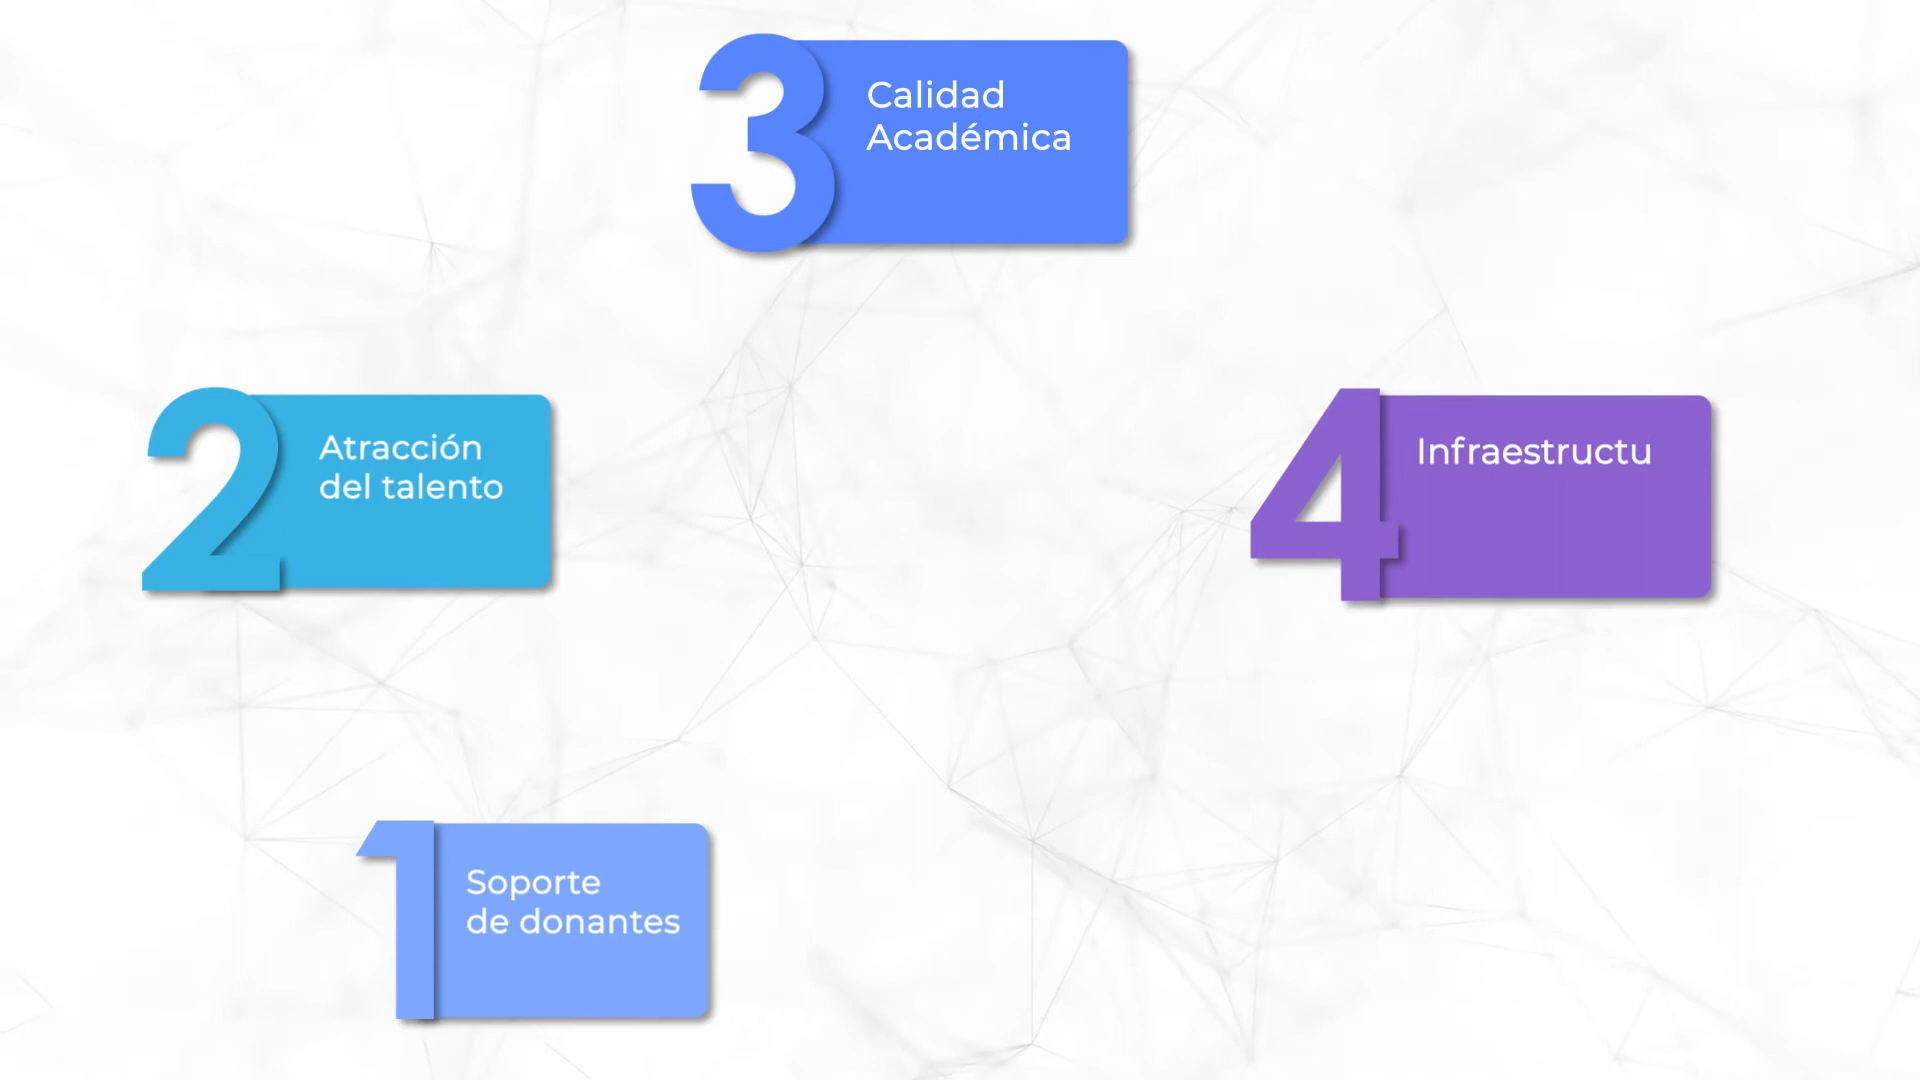 3
Calidad
Académica
2
Atracción
del talento
4
Infraestructu
1
Soporte
de donantes